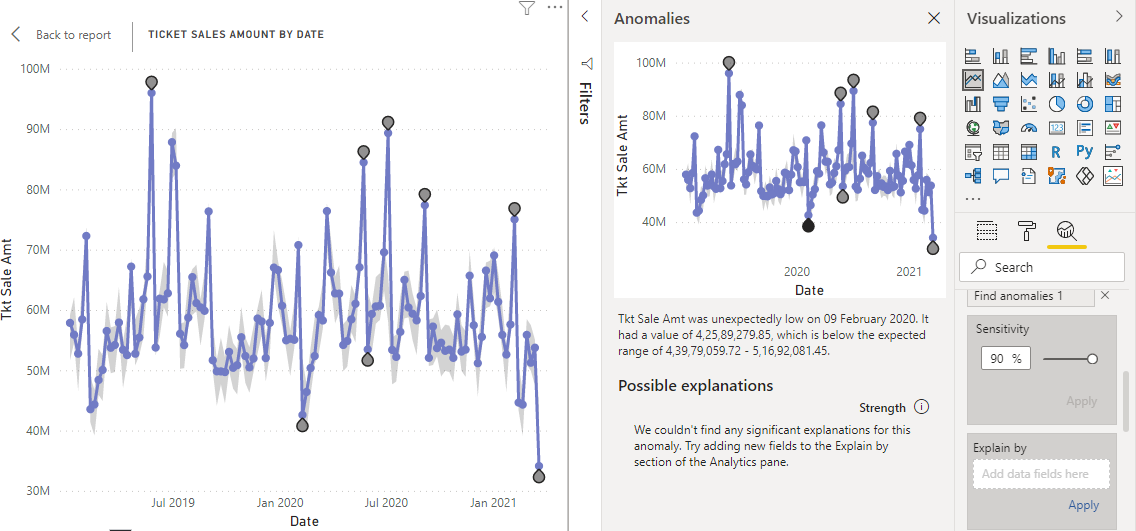 Back to report
TICKET SALES AMOUNT BY DATE
100M
90M
80M
70M
60M
50M
40M
30M
Tkt Sale Amt
Jul 2019
Jan 2020
Jul 2020
Jan 2021
Date
Filters
Anomalies
100M
80M
60M
40M
Tkt Sale Amt
2020
2021
Date
Tkt Sale Amt was unexpectedly low on 09 February 2020. It
had a value of 4,25,89,279.85, which is below the expected
range of 4,39,79,059.72 - 5,16,92,081.45.
Possible explanations
Strength
We couldn't find any significant explanations for this
anomaly. Try adding new fields to the Explain by
section of the Analytics pane.
Visualizations
123
R
Py
Search
Find anomalies 1
Sensitivity
90 %
Apply
Explain by
Add data fields here
Apply